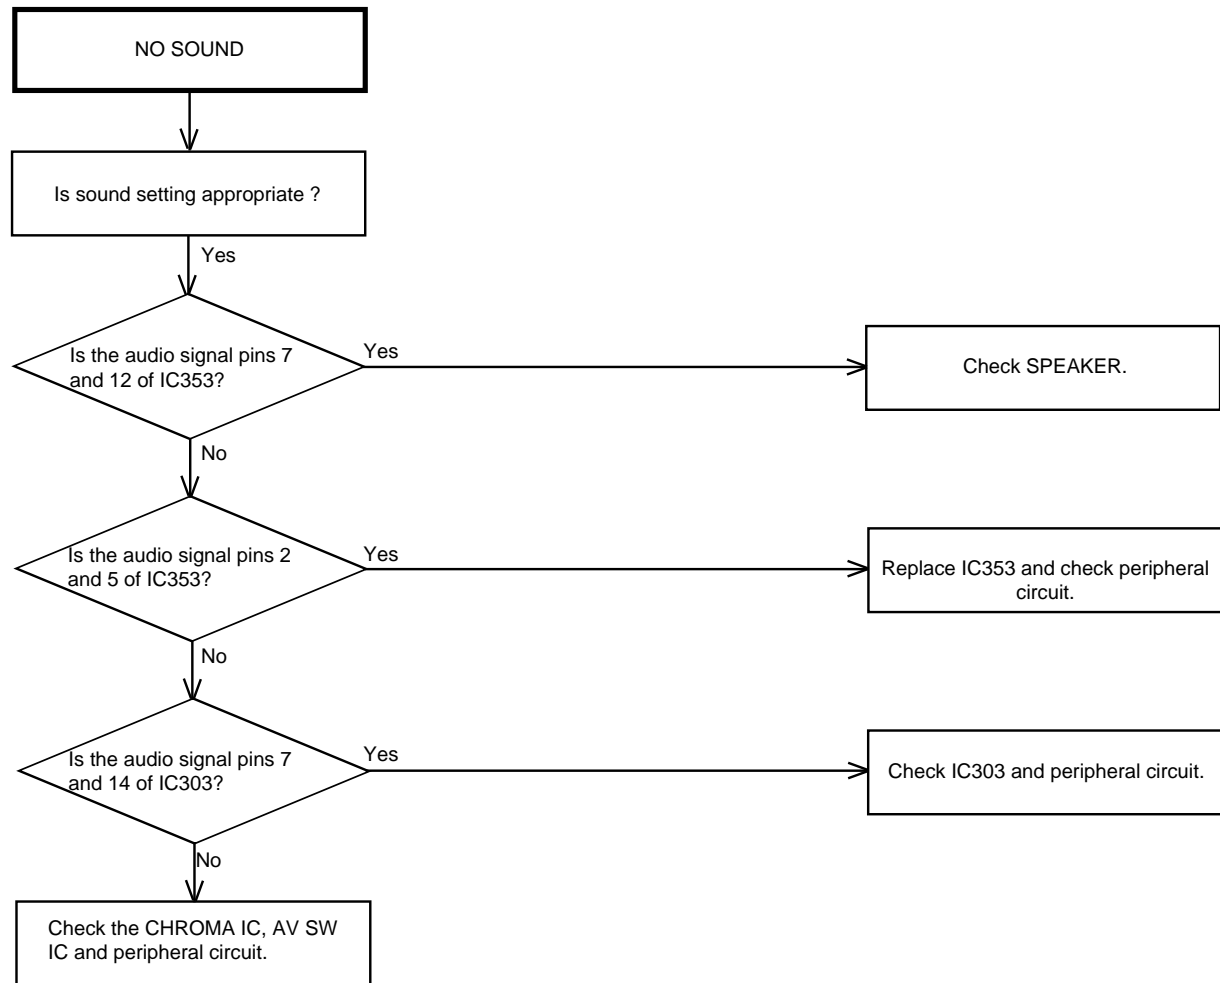 NO SOUND
Is sound setting appropriate ?
Yes
Is the audio signal pins 7
and 12 of IC353?
Yes
Check SPEAKER.
No
Is the audio signal pins 2
and 5 of IC353?
Yes
Replace IC353 and check peripheral
circuit.
No
Is the audio signal pins 7
and 14 of IC303?
Yes
Check IC303 and peripheral circuit.
No
Check the CHROMA IC, AV SW
IC and peripheral circuit.